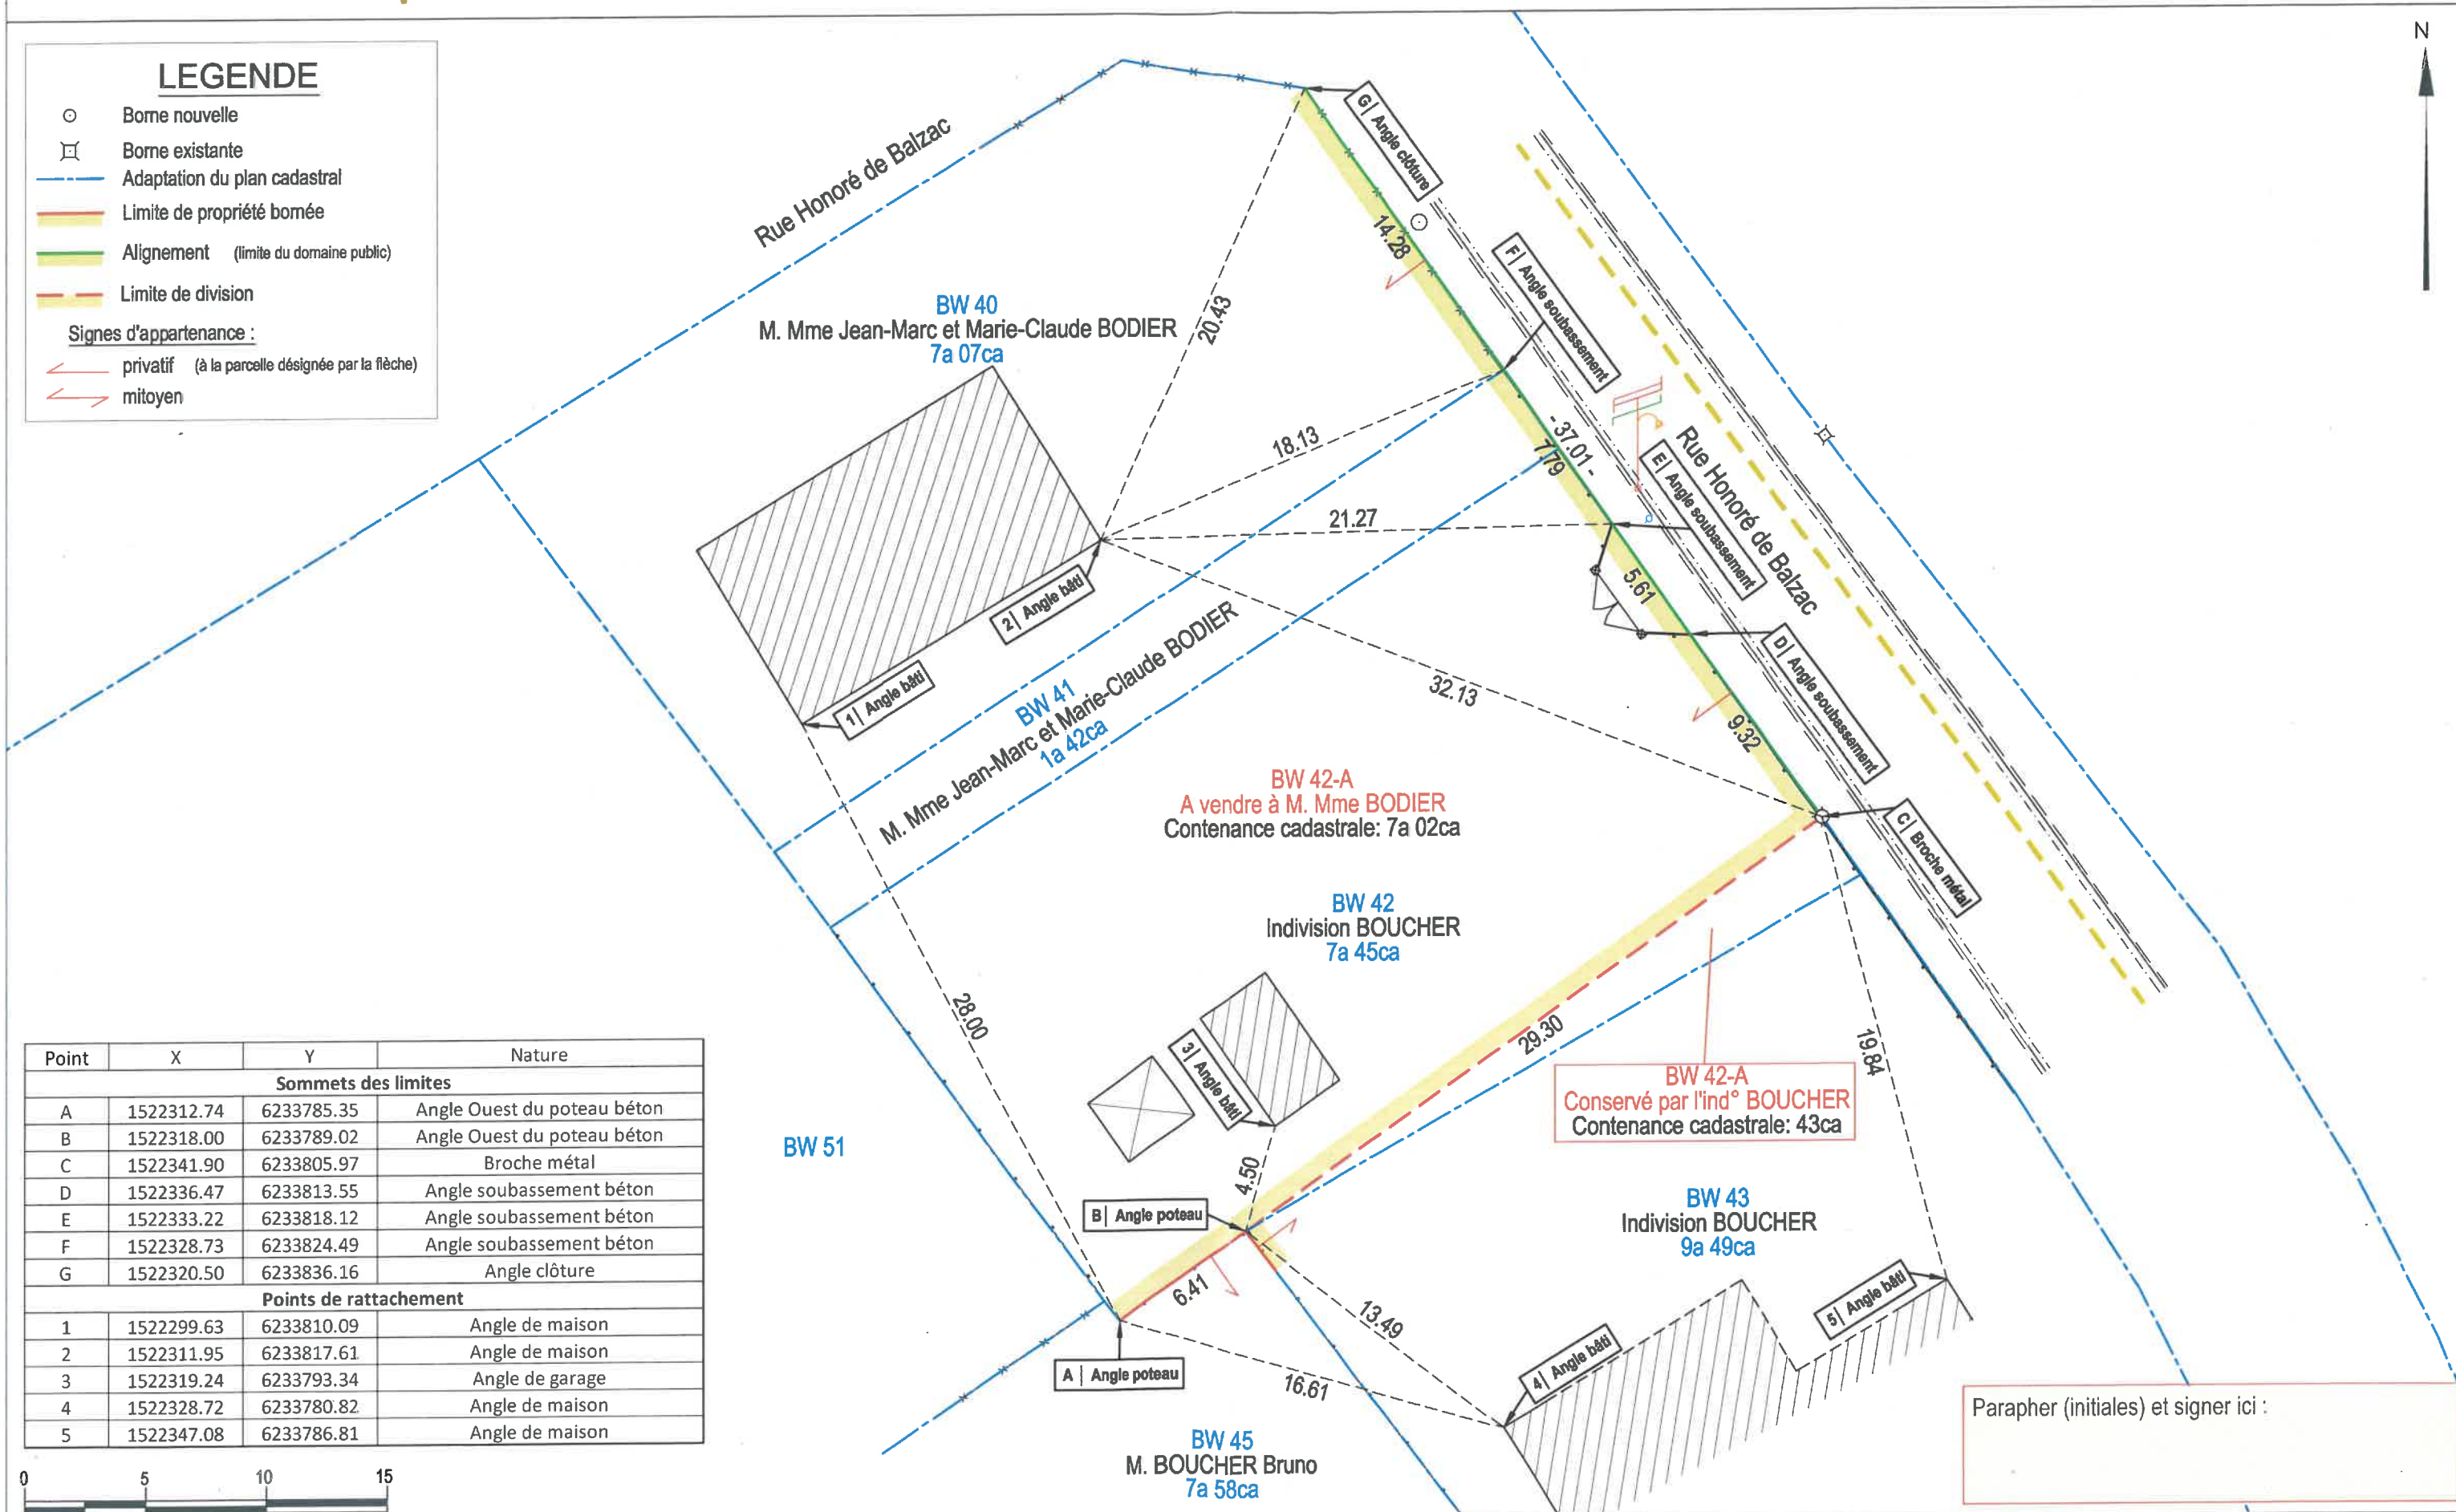 LEGENDE
Borne nouvelle
Borne existante
Adaptation du plan cadastral
Limite de propriété bornée
Alignement (limite du domaine public)
Limite de division
Signes d'appartenance :
privatif (à la parcelle désignée par la flèche)
mitoyen
N
Rue Honoré de Balzac
G| Angle clôture
14.28
F| Angle soubassement
BW 40
M. Mme Jean-Marc et Marie-Claude BODIER
7a 07ca
20.43
18.13
- 37.01 -
7.79
Rue Honoré de Balzac
E| Angle soubassement
21.27
2| Angle bâti
5.61
1| Angle bâti
BW 41
M. Mme Jean-Marc et Marie-Claude BODIER
1a 42ca
32.13
D| Angle soubassement
9.32
BW 42-A
A vendre à M. Mme BODIER
Contenance cadastrale: 7a 02ca
C| Broche métal
BW 42
Indivision BOUCHER
7a 45ca
28.00
29.30
19.84
3| Angle bâti
BW 42-A
Conservé par l'ind° BOUCHER
Contenance cadastrale: 43ca
BW 51
4.50
B| Angle poteau
BW 43
Indivision BOUCHER
9a 49ca
6.41
13.49
5| Angle bâti
A | Angle poteau
16.61
4| Angle bâti
BW 45
M. BOUCHER Bruno
7a 58ca
Point X Y Nature
Sommets des limites
A 1522312.74 6233785.35 Angle Ouest du poteau béton
B 1522318.00 6233789.02 Angle Ouest du poteau béton
C 1522341.90 6233805.97 Broche métal
D 1522336.47 6233813.55 Angle soubassement béton
E 1522333.22 6233818.12 Angle soubassement béton
F 1522328.73 6233824.49 Angle soubassement béton
G 1522320.50 6233836.16 Angle clôture
Points de rattachement
1 1522299.63 6233810.09 Angle de maison
2 1522311.95 6233817.61 Angle de maison
3 1522319.24 6233793.34 Angle de garage
4 1522328.72 6233780.82 Angle de maison
5 1522347.08 6233786.81 Angle de maison
0 5 10 15
Parapher (initiales) et signer ici :